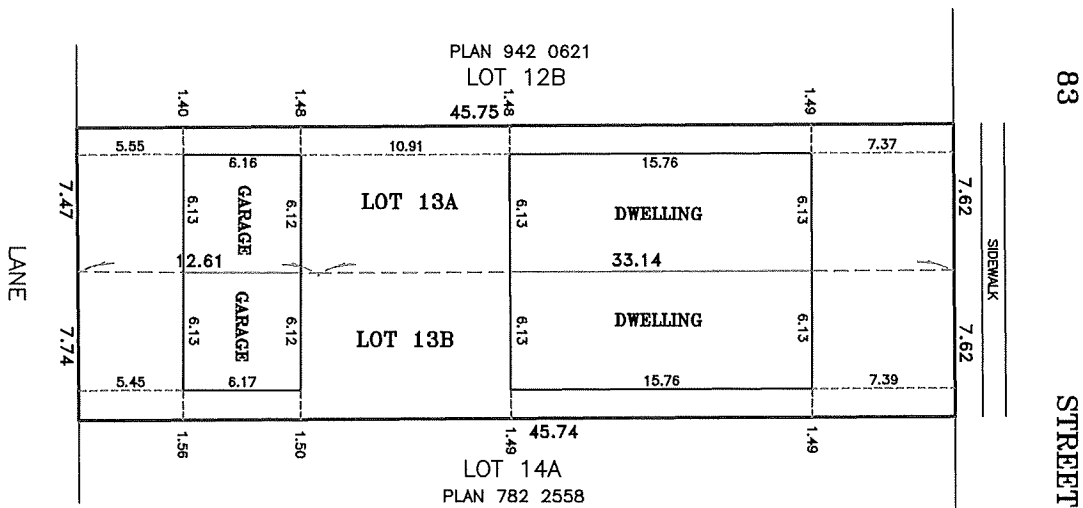 83 STREET
PLAN 942 0621
LOT 12B
1.40
1.48
45.75
1.48
1.49
5.55
6.16
10.91
15.76
7.37
7.47
6.13
GARAGE
6.12
LOT 13A
6.13
DWELLING
6.13
7.62
SIDEWALK
LANE
12.61
33.14
7.74
6.13
GARAGE
6.12
LOT 13B
6.13
DWELLING
6.13
7.62
5.45
6.17
15.76
7.39
1.56
1.50
1.49
45.74
1.49
LOT 14A
PLAN 782 2558